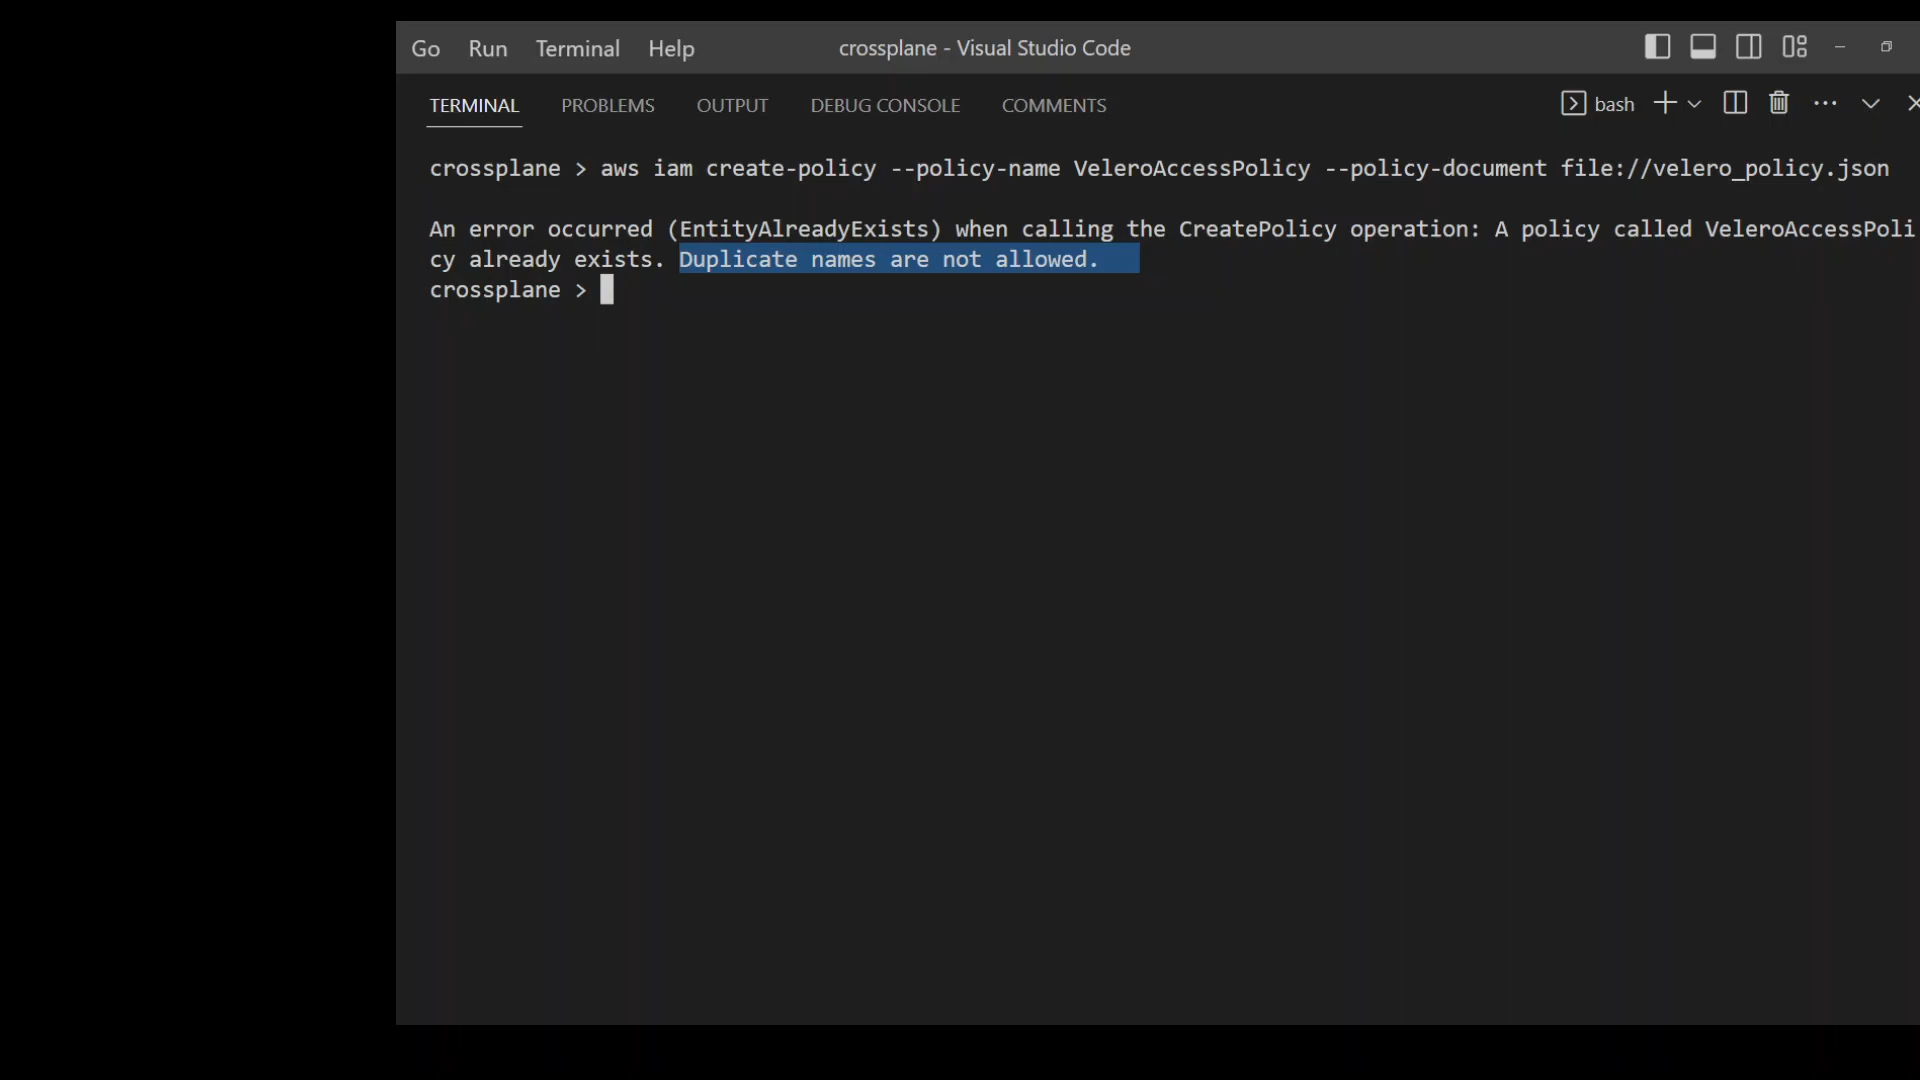 Go Run Terminal Help crossplane - Visual Studio Code
TERMINAL PROBLEMS OUTPUT DEBUG CONSOLE COMMENTS bash
crossplane > aws iam create-policy --policy-name VeleroAccessPolicy --policy-document file://velero_policy.json
An error occurred (EntityAlreadyExists) when calling the CreatePolicy operation: A policy called VeleroAccessPoli
cy already exists. Duplicate names are not allowed.
crossplane >